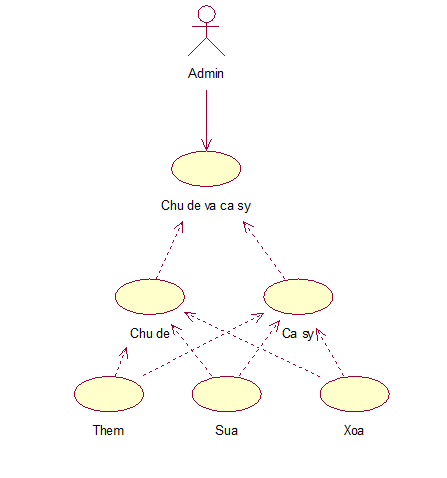 Admin
Chu de va ca sy
Chu de
Ca sy
Them
Sua
Xoa